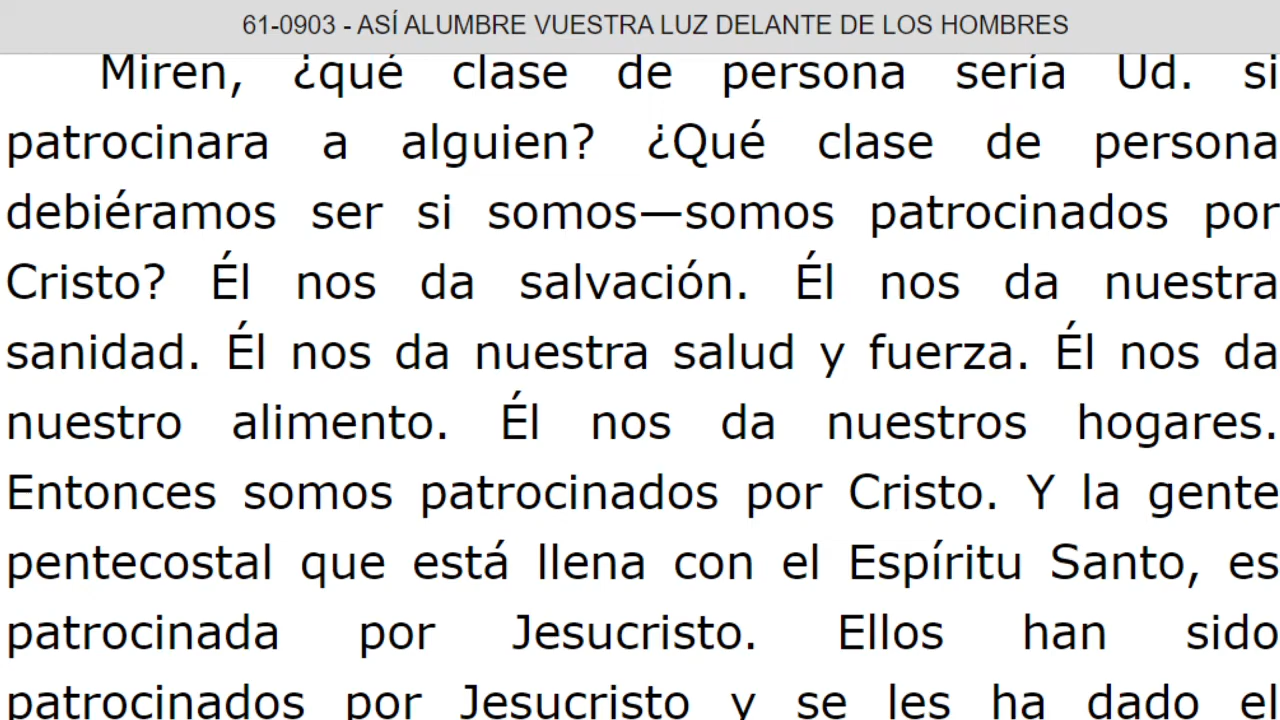 61-0903 - ASÍ ALUMBRE VUESTRA LUZ DELANTE DE LOS HOMBRES
Miren, ¿qué clase de persona sería Ud. si
patrocinara a alguien? ¿Qué clase de persona
debiéramos ser si somos—somos patrocinados por
Cristo? Él nos da salvación. Él nos da nuestra
sanidad. Él nos da nuestra salud y fuerza. Él nos da
nuestro alimento. Él nos da nuestros hogares.
Entonces somos patrocinados por Cristo. Y la gente
pentecostal que está llena con el Espíritu Santo, es
patrocinada por Jesucristo. Ellos han sido
patrocinados por Jesucristo y se les ha dado el